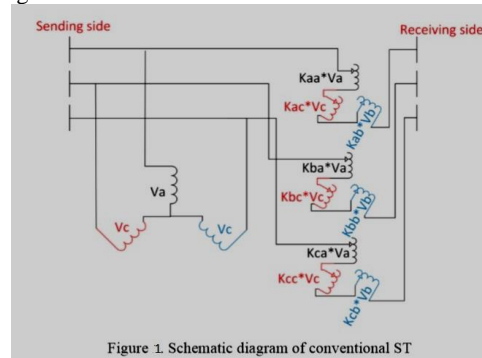 Sending side
Receiving side
Kaa*Va
Kac*Vc
Kab*Vb
Kba*Va
Kbc*Vc
Kbb*Vb
Kca*Va
Kcc*Vc
Kcb*Vb
Va
Vc
Vc
Figure 1. Schematic diagram of conventional ST